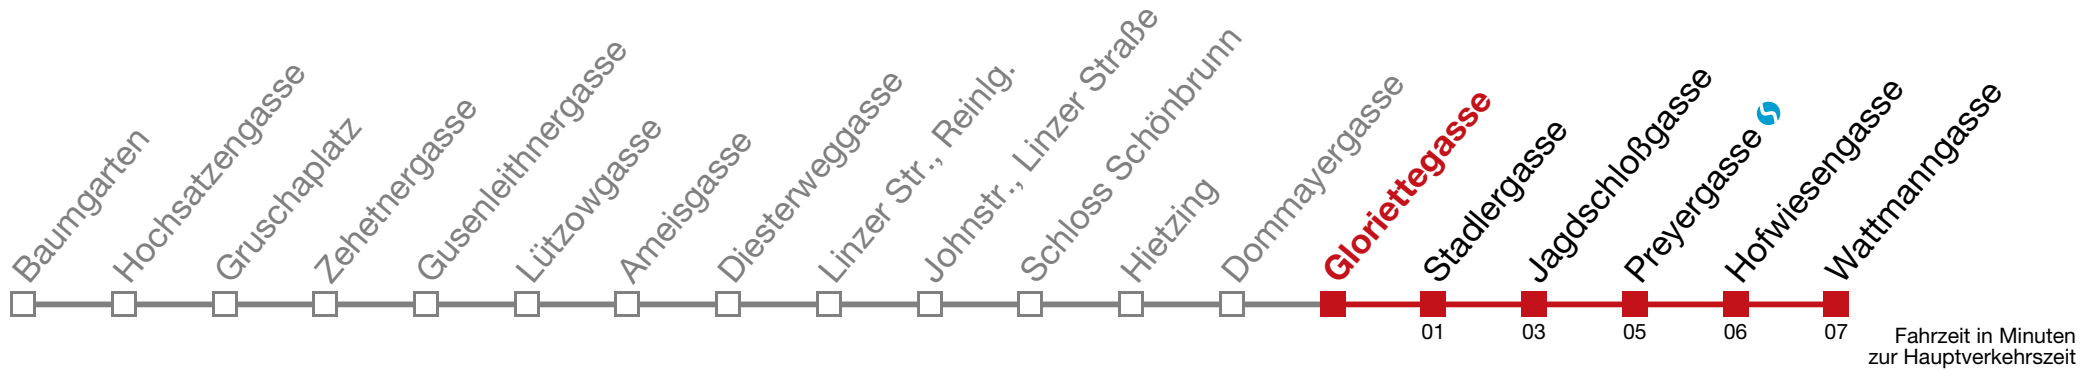 Baumgarten
Hochsatzengasse
Gruschaplatz
Zehetnergasse
Gusenleithnergasse
Lützowgasse
Ameisgasse
Diesterweggasse
Linzer Str., Reinlg.
Johnstr., Linzer Straße
Schloss Schönbrunn
Hietzing
Dommayergasse
Gloriettegasse
Stadlergasse
Jagdschloßgasse
Preyergasse
Hofwiesengasse
Wattmanngasse
01 03 05 06 07
Fahrzeit in Minuten
zur Hauptverkehrszeit